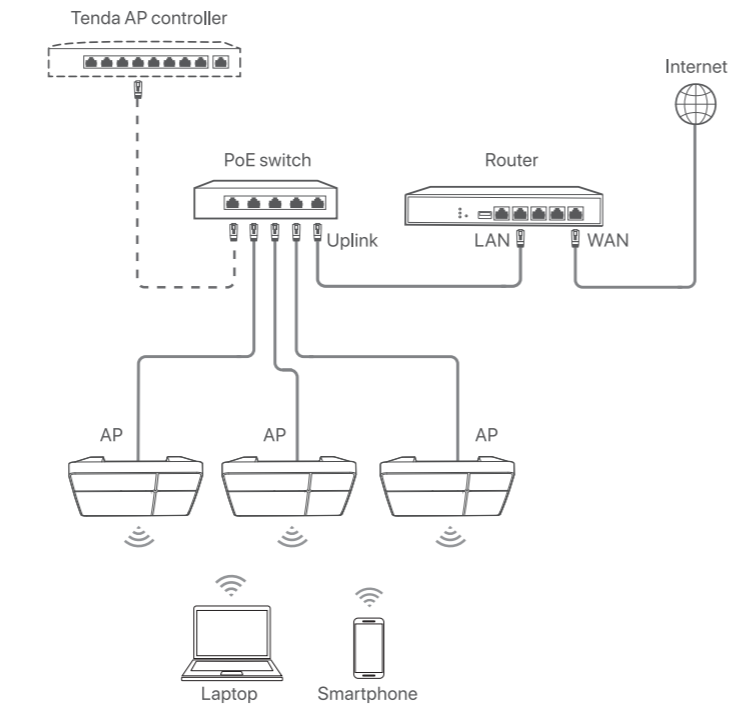 Tenda AP controller
Internet
PoE switch
Router
Uplink
LAN
WAN
AP
AP
AP
Laptop
Smartphone